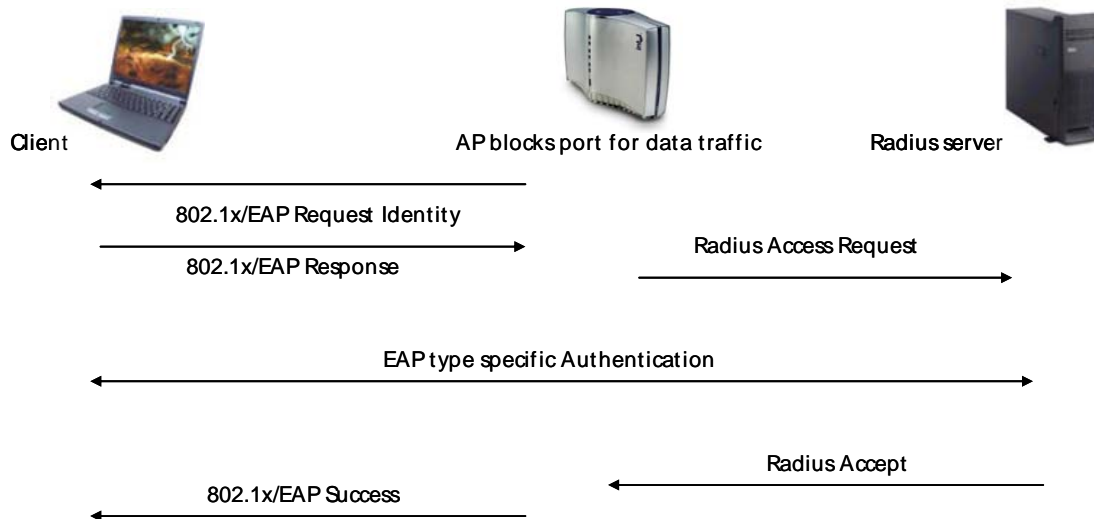 Client
AP blocks port for data traffic
Radius server
802.1x/EAP Request Identity
802.1x/EAP Response
Radius Access Request
EAP type specific Authentication
Radius Accept
802.1x/EAP Success